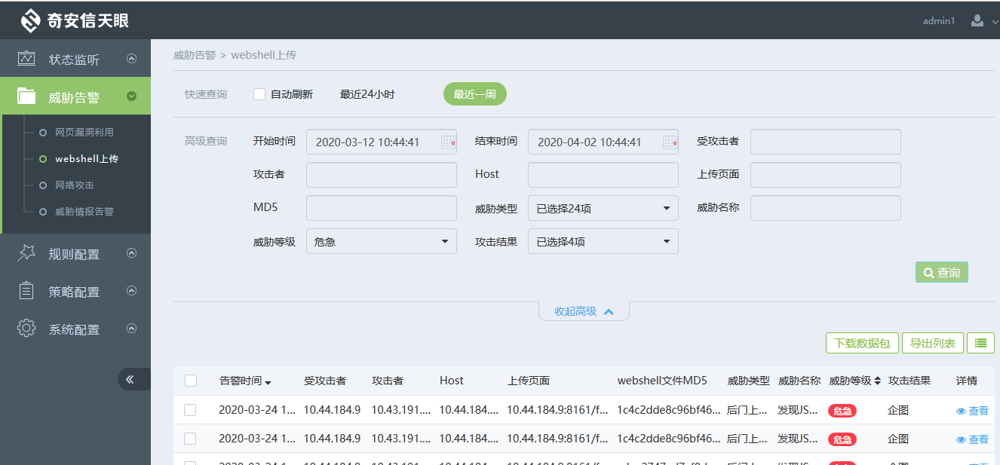 奇安信天眼
admin1
状态监听
威胁告警
网页漏洞利用
webshell上传
网络攻击
威胁情报告警
规则配置
策略配置
系统配置
威胁告警 > webshell上传
快速查询 自动刷新 最近24小时 最近一周
高级查询 开始时间 2020-03-12 10:44:41 结束时间 2020-04-02 10:44:41 受攻击者
攻击者 Host 上传页面
MD5 威胁类型 已选择24项 威胁名称
威胁等级 危急 攻击结果 已选择4项
查询
收起高级
下载数据包 导出列表
告警时间 受攻击者 攻击者 Host 上传页面 webshell文件MD5 威胁类型 威胁名称 威胁等级 攻击结果 详情
2020-03-24 1... 10.44.184.9 10.43.191.... 10.44.184.... 10.44.184.9:8161/f... 1c4c2dde8c96bf46... 后门上... 发现JS... 危急 企图 查看
2020-03-24 1... 10.44.184.9 10.43.191.... 10.44.184.... 10.44.184.9:8161/f... 1c4c2dde8c96bf46... 后门上... 发现JS... 危急 企图 查看